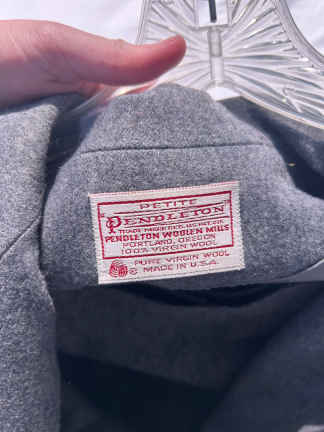 PETITE
PENDLETON
TRADE MARK REG. U.S. PAT. OFF.
PENDLETON WOOLEN MILLS
PORTLAND, OREGON
100% VIRGIN WOOL
PURE VIRGIN WOOL
© MADE IN U.S.A.